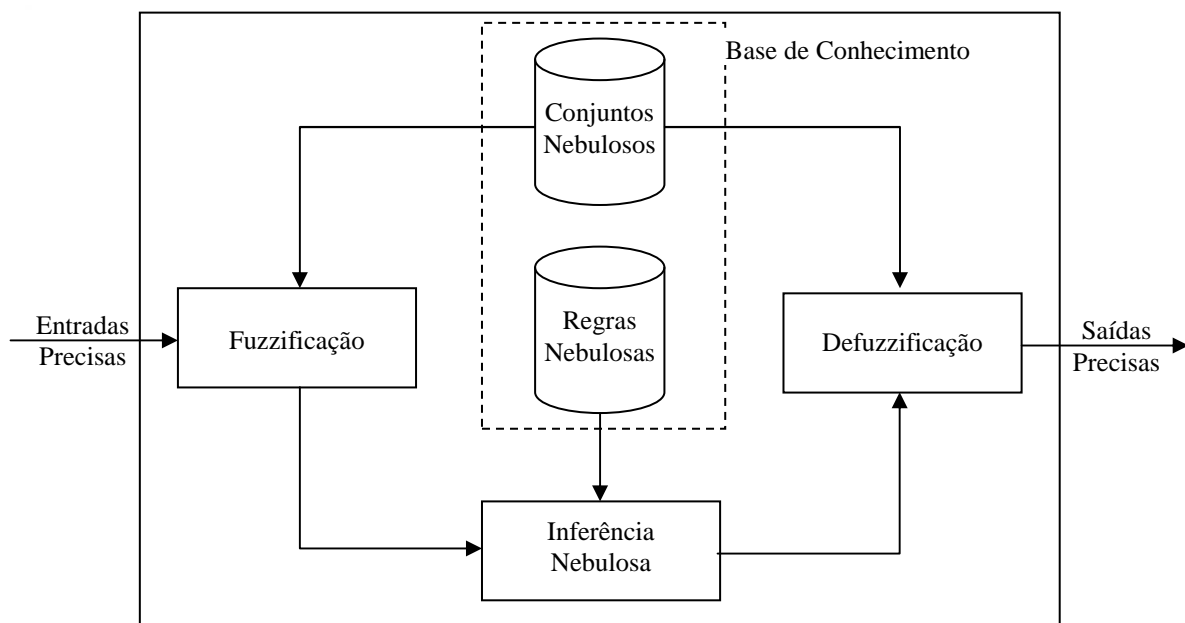 Base de Conhecimento
Conjuntos
Nebulosos
Regras
Nebulosas
Entradas
Precisas
Fuzzificação
Defuzzificação
Saídas
Precisas
Inferência
Nebulosa